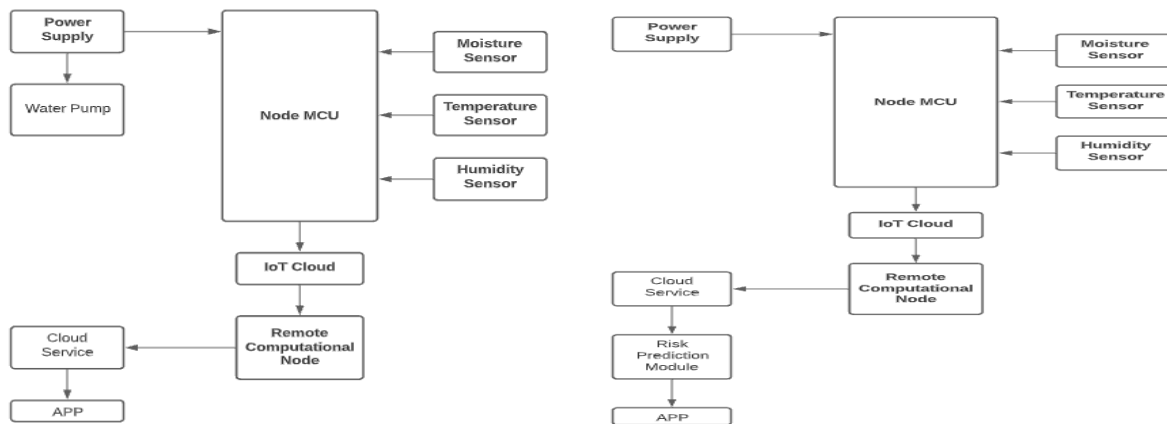 Power
Supply
Water Pump
Node MCU
Moisture
Sensor
Temperature
Sensor
Humidity
Sensor
IoT Cloud
Remote
Computational
Node
Cloud
Service
APP
Power
Supply
Node MCU
Moisture
Sensor
Temperature
Sensor
Humidity
Sensor
IoT Cloud
Remote
Computational
Node
Cloud
Service
Risk
Prediction
Module
APP